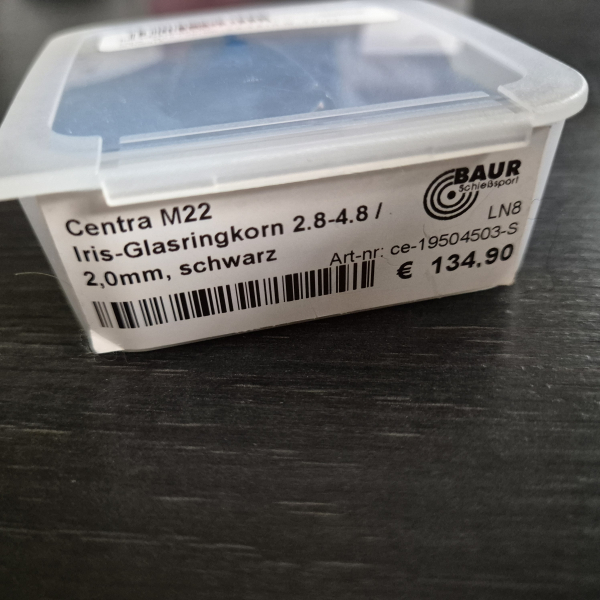 BAUR
Schießsport
Centra M22
Iris-Glasringkorn 2.8-4.8 /
2,0mm, schwarz
LN8
Art-nr: ce-19504503-S
€ 134.90